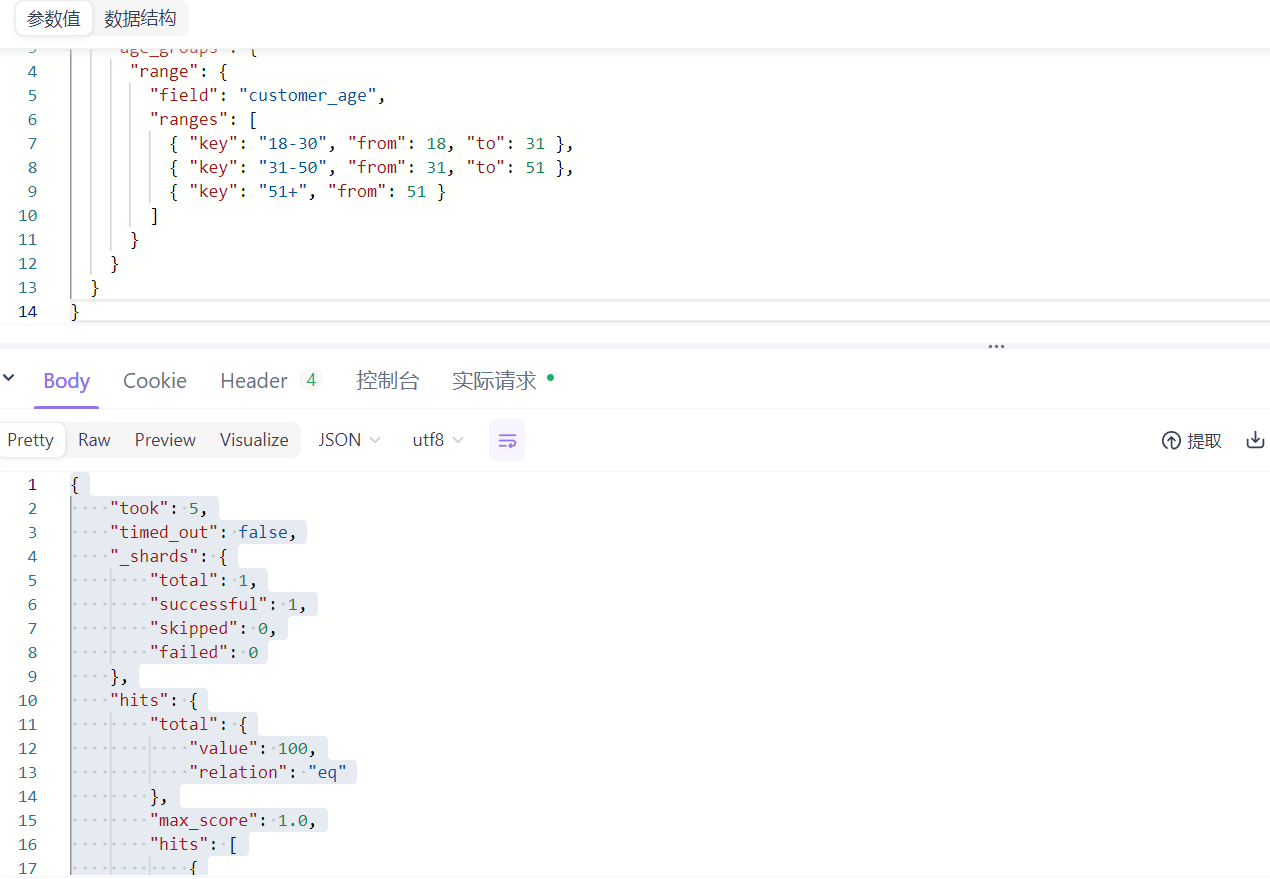 参数值 数据结构
3 "age_groups": {
4 "range": {
5 "field": "customer_age",
6 "ranges": [
7 { "key": "18-30", "from": 18, "to": 31 },
8 { "key": "31-50", "from": 31, "to": 51 },
9 { "key": "51+", "from": 51 }
10 ]
11 }
12 }
13 }
14 }
Body Cookie Header 4 控制台 实际请求
Pretty Raw Preview Visualize JSON utf8 提取
1 {
2 "took": 5,
3 "timed_out": false,
4 "_shards": {
5 "total": 1,
6 "successful": 1,
7 "skipped": 0,
8 "failed": 0
9 },
10 "hits": {
11 "total": {
12 "value": 100,
13 "relation": "eq"
14 },
15 "max_score": 1.0,
16 "hits": [
17 {